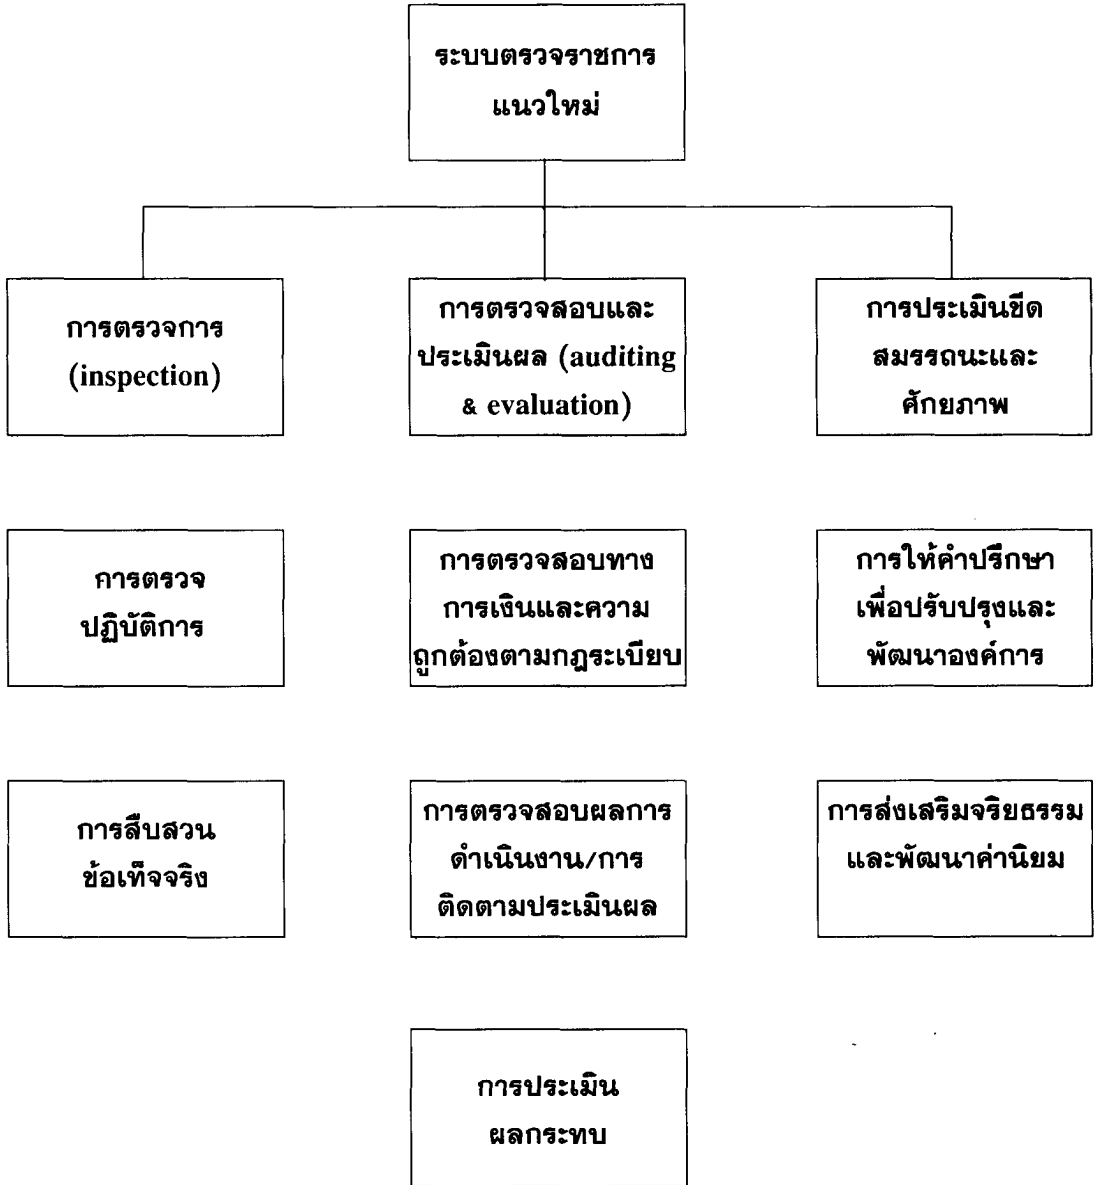 ระบบตรวจราชการ
แนวใหม่
การตรวจการ
(inspection)
การตรวจสอบและ
ประเมินผล (auditing
& evaluation)
การประเมินขีด
สมรรถนะและ
ศักยภาพ
การตรวจ
ปฏิบัติการ
การตรวจสอบทาง
การเงินและความ
ถูกต้องตามกฎระเบียบ
การให้คำปรึกษา
เพื่อปรับปรุงและ
พัฒนาองค์การ
การสืบสวน
ข้อเท็จจริง
การตรวจสอบผลการ
ดำเนินงาน/การ
ติดตามประเมินผล
การส่งเสริมจริยธรรม
และพัฒนาค่านิยม
การประเมิน
ผลกระทบ